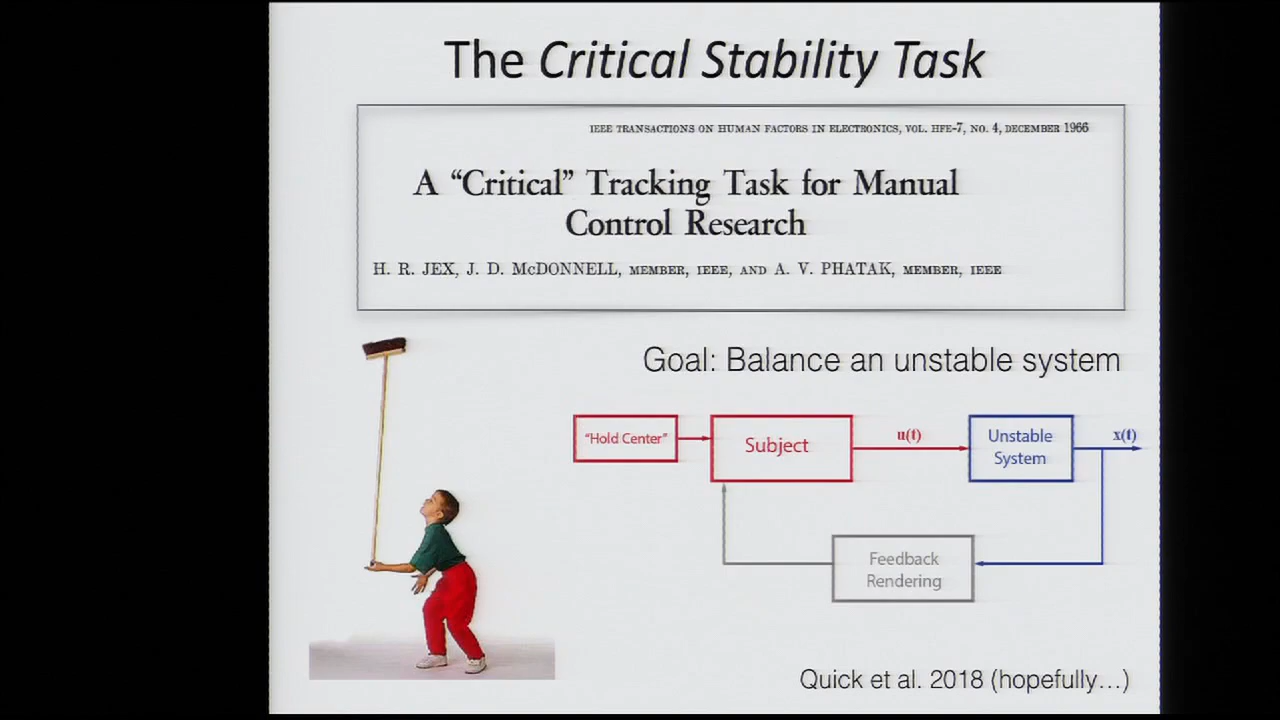 The Critical Stability Task
IEEE TRANSACTIONS ON HUMAN FACTORS IN ELECTRONICS, VOL. HFE-7, NO. 4, DECEMBER 1966
A “Critical” Tracking Task for Manual
Control Research
H. R. JEX, J. D. McDONNELL, MEMBER, IEEE, AND A. V. PHATAK, MEMBER, IEEE
Goal: Balance an unstable system
“Hold Center”
Subject
u(t)
Unstable
System
x(t)
Feedback
Rendering
Quick et al. 2018 (hopefully…)